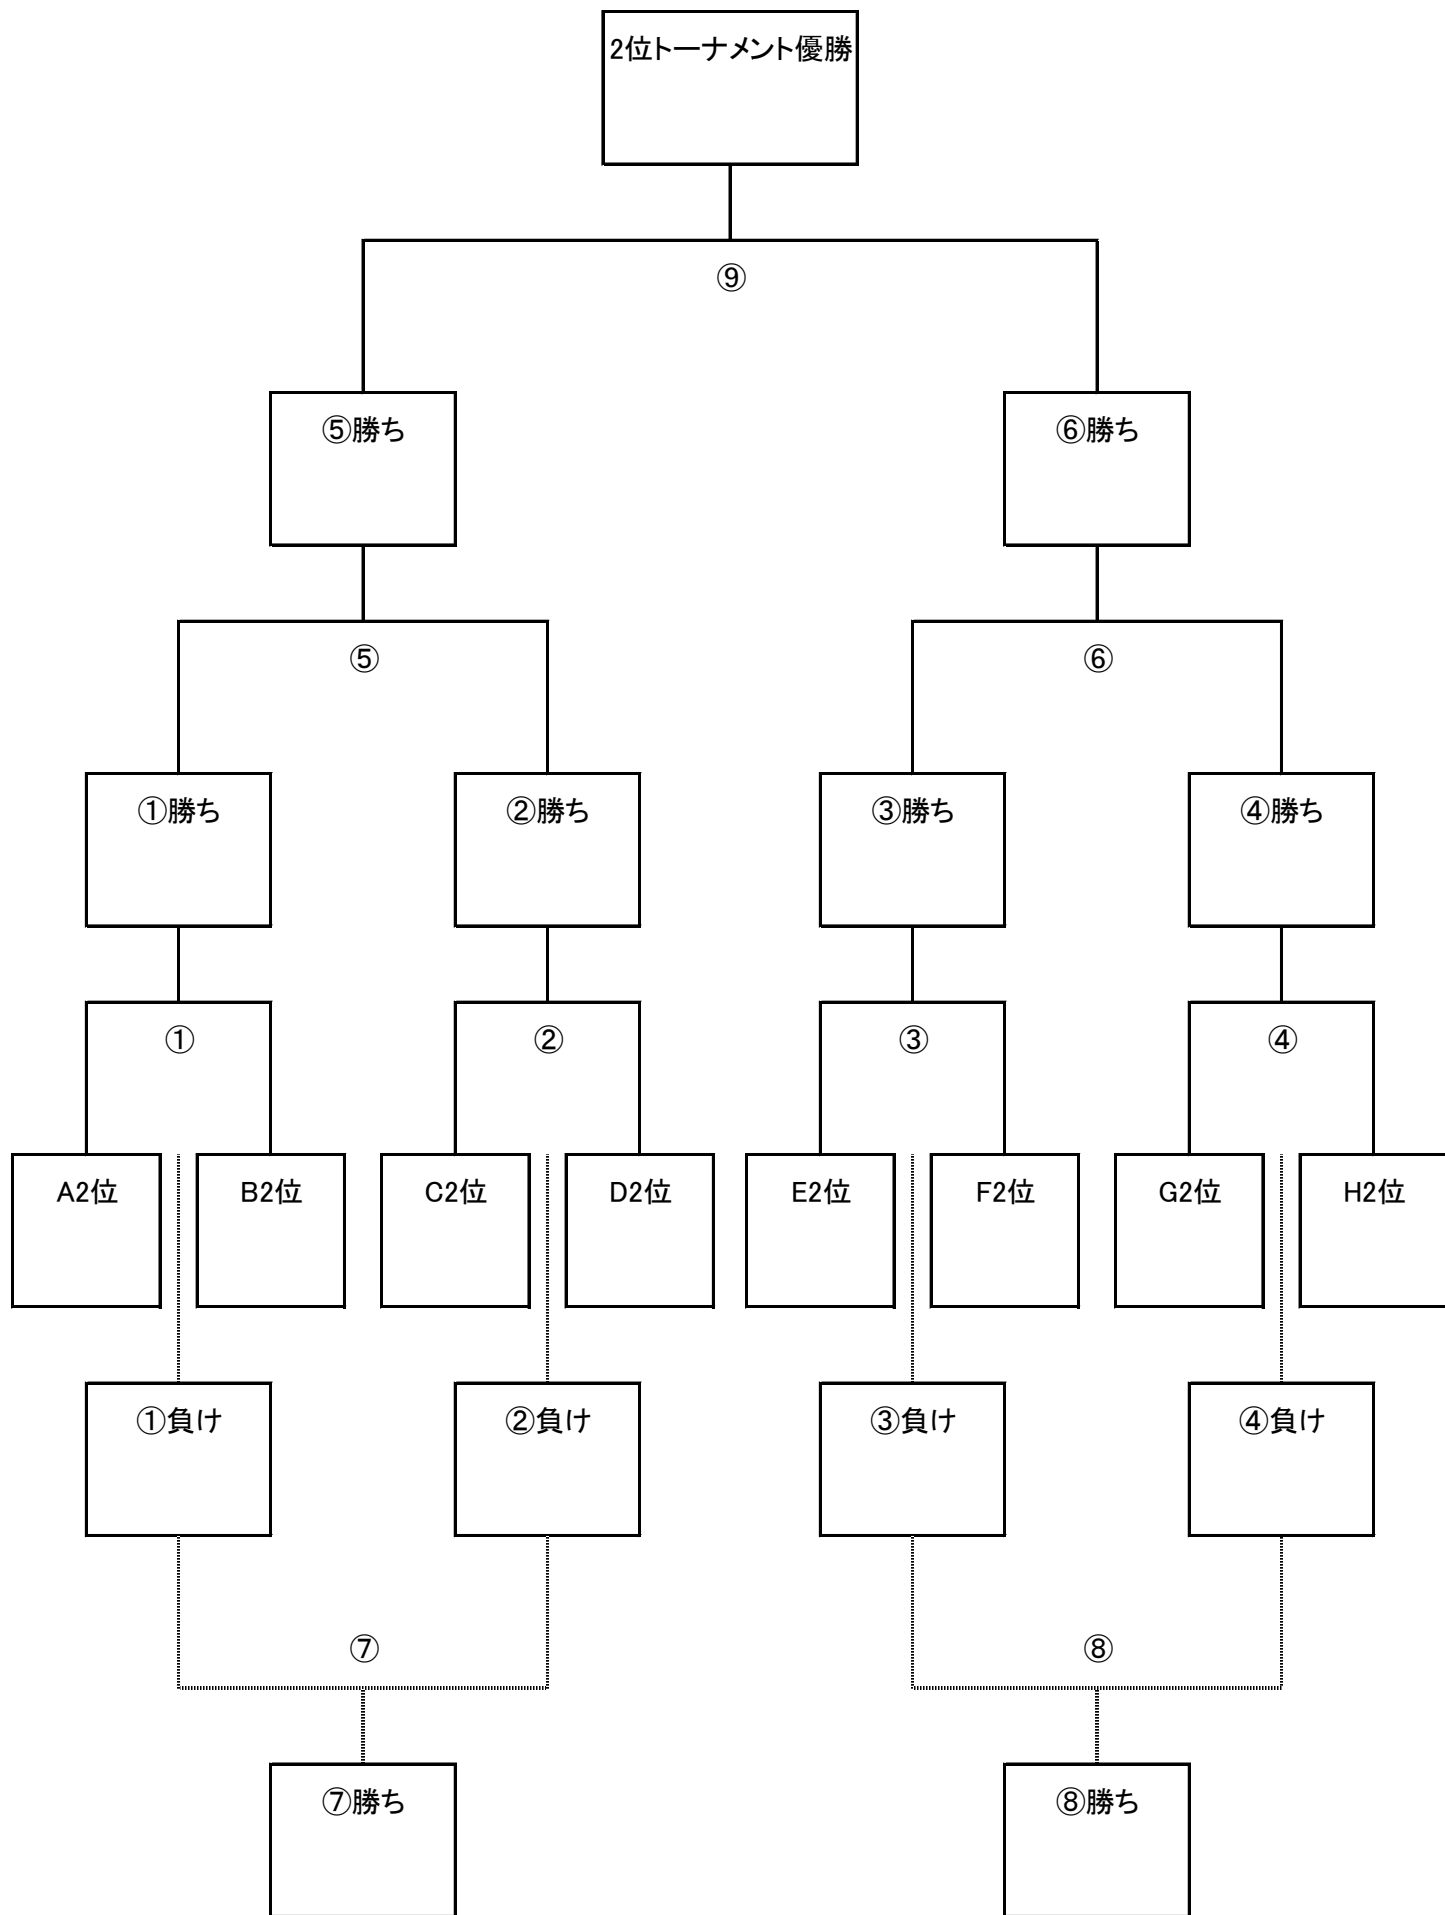 2位トーナメント優勝
⑨
⑤勝ち
⑥勝ち
⑤
⑥
①勝ち
②勝ち
③勝ち
④勝ち
①
②
③
④
A2位
B2位
C2位
D2位
E2位
F2位
G2位
H2位
①負け
②負け
③負け
④負け
⑦
⑧
⑦勝ち
⑧勝ち